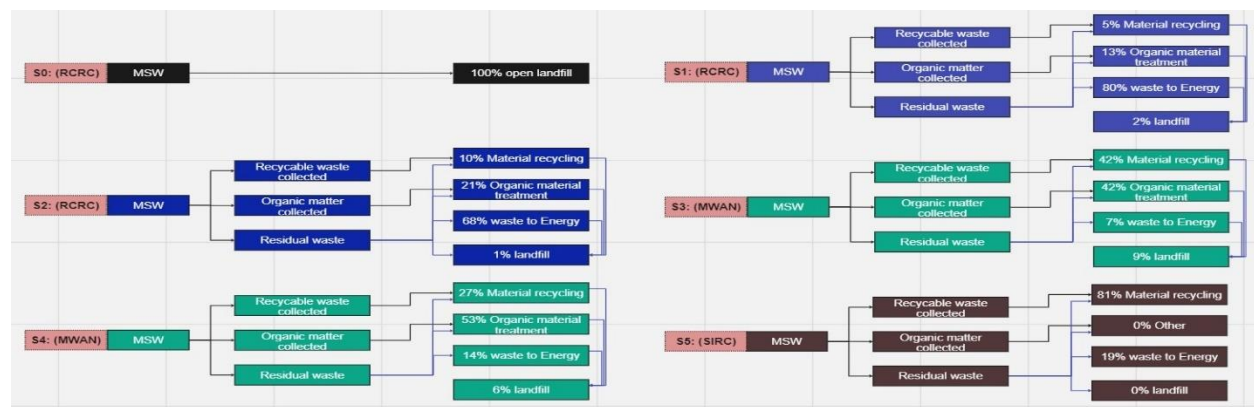 S0: (RCRC)
MSW
100% open landfill
S1: (RCRC)
MSW
Recycable waste
collected
Organic matter
collected
Residual waste
5% Material recycling
13% Organic material
treatment
80% waste to Energy
2% landfill
S2: (RCRC)
MSW
Recycable waste
collected
Organic matter
collected
Residual waste
10% Material recycling
21% Organic material
treatment
68% waste to Energy
1% landfill
S3: (MWAN)
MSW
Recycable waste
collected
Organic matter
collected
Residual waste
42% Material recycling
42% Organic material
treatment
7% waste to Energy
9% landfill
S4: (MWAN)
MSW
Recycable waste
collected
Organic matter
collected
Residual waste
27% Material recycling
53% Organic material
treatment
14% waste to Energy
6% landfill
S5: (SIRC)
MSW
Recycable waste
collected
Organic matter
collected
Residual waste
81% Material recycling
0% Other
19% waste to Energy
0% landfill